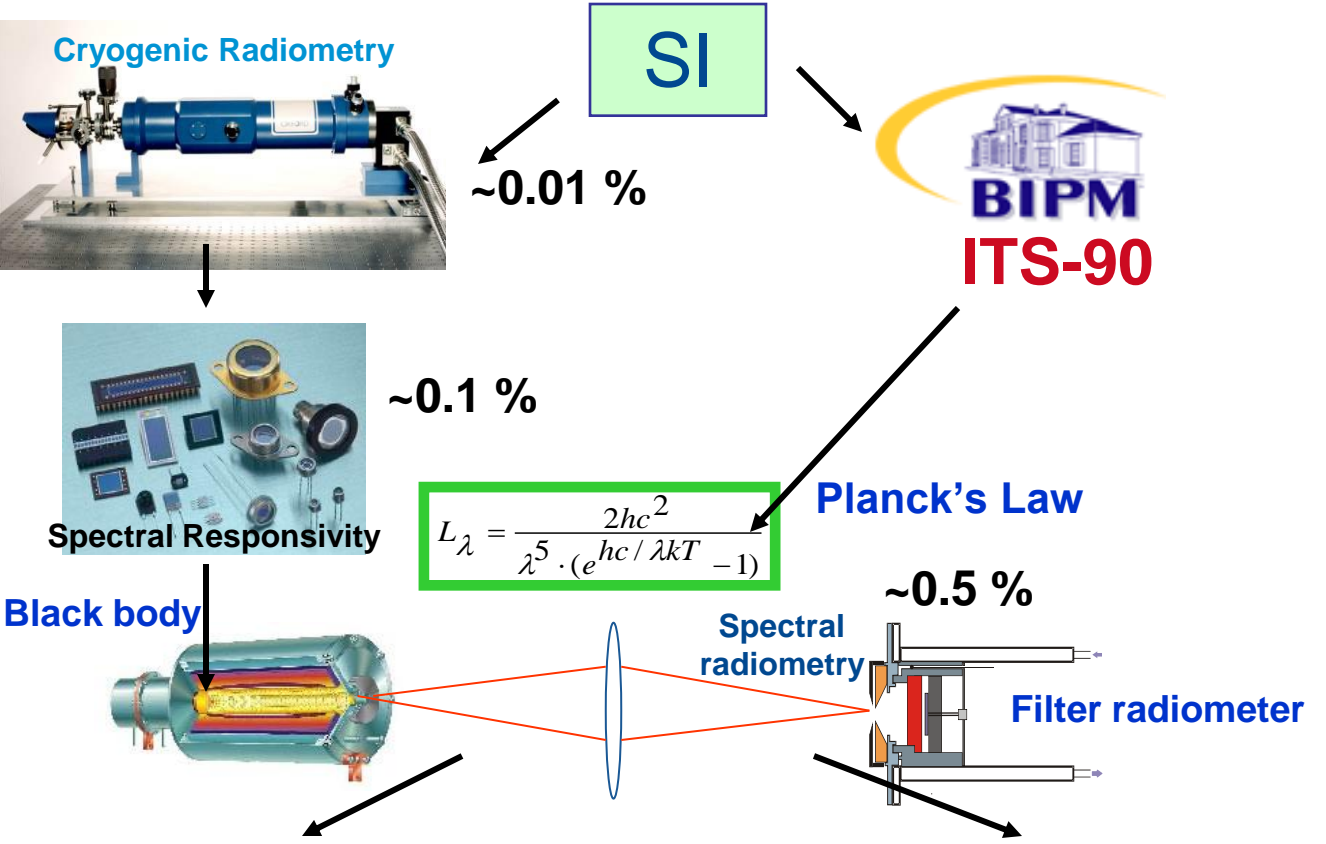 Cryogenic Radiometry
SI
~0.01 %
BIPM
ITS-90
~0.1 %
Spectral Responsivity
L_λ = 2hc^2 / λ^5 · (e^{hc / λkT} − 1)
Planck's Law
~0.5 %
Black body
Spectral
radiometry
Filter radiometer